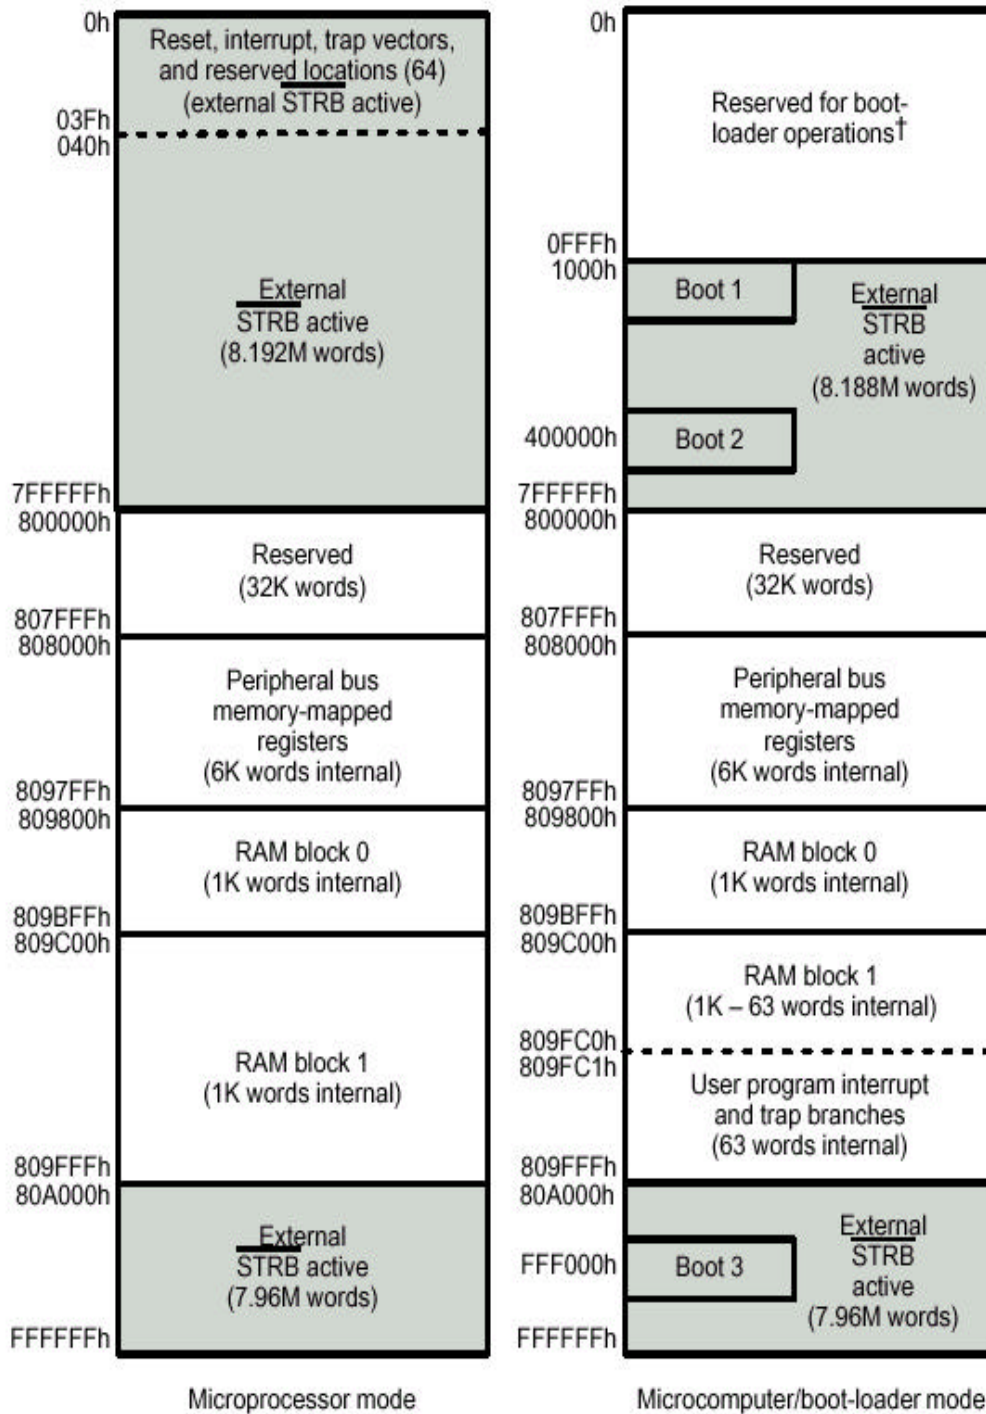 0h
Reset, interrupt, trap vectors,
and reserved locations (64)
(external STRB active)
03Fh
040h
External
STRB active
(8.192M words)
7FFFFFh
800000h
Reserved
(32K words)
807FFFh
808000h
Peripheral bus
memory-mapped
registers
(6K words internal)
8097FFh
809800h
RAM block 0
(1K words internal)
809BFFh
809C00h
RAM block 1
(1K words internal)
809FFFh
80A000h
External
STRB active
(7.96M words)
FFFFFFh
Microprocessor mode
0h
Reserved for boot-
loader operations†
0FFFh
1000h
Boot 1
External
STRB
active
(8.188M words)
400000h
Boot 2
7FFFFFh
800000h
Reserved
(32K words)
807FFFh
808000h
Peripheral bus
memory-mapped
registers
(6K words internal)
8097FFh
809800h
RAM block 0
(1K words internal)
809BFFh
809C00h
RAM block 1
(1K – 63 words internal)
809FC0h
809FC1h
User program interrupt
and trap branches
(63 words internal)
809FFFh
80A000h
External
STRB
active
(7.96M words)
FFF000h
Boot 3
FFFFFFh
Microcomputer/boot-loader mode